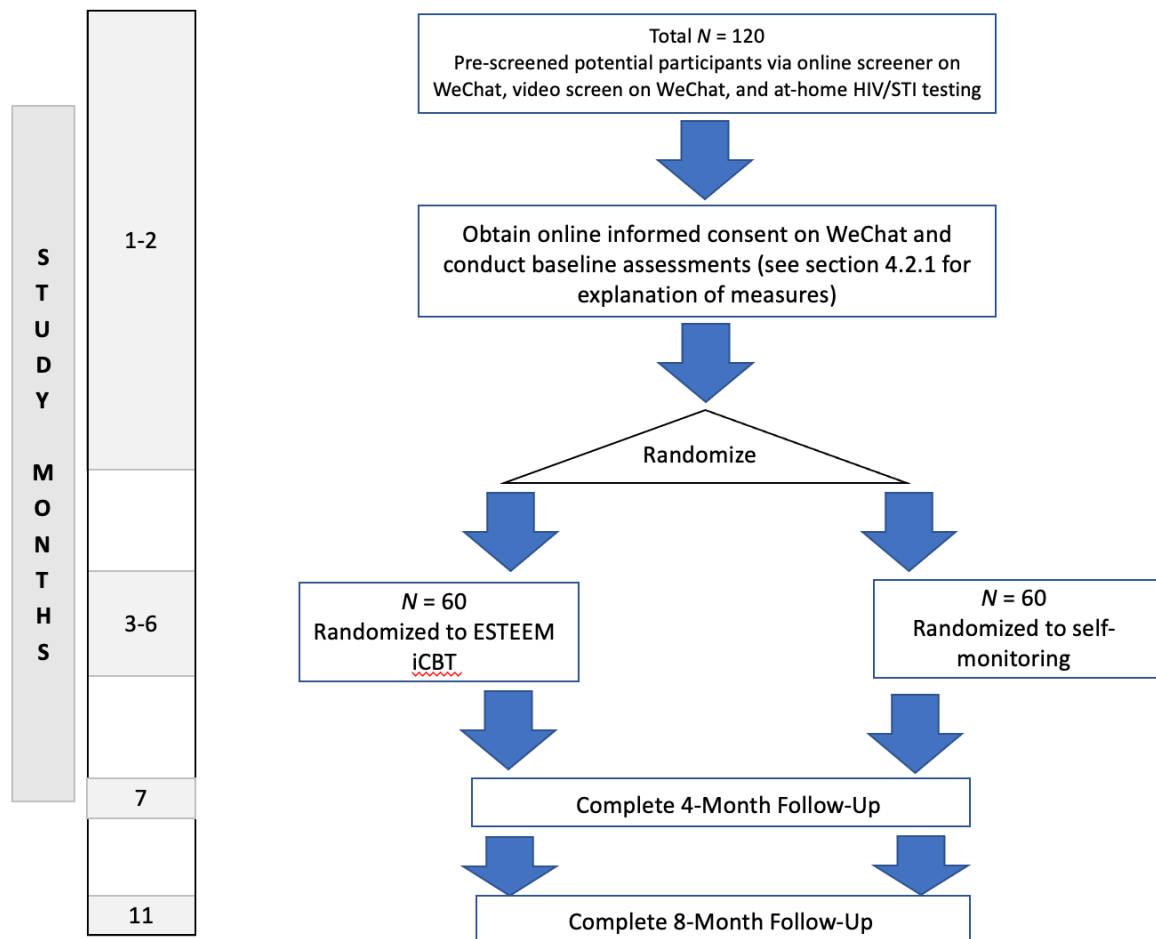 STUDY MONTHS
1-2
3-6
7
11
Total N = 120
Pre-screened potential participants via online screener on
WeChat, video screen on WeChat, and at-home HIV/STI testing
Obtain online informed consent on WeChat and
conduct baseline assessments (see section 4.2.1 for
explanation of measures)
Randomize
N = 60
Randomized to ESTEEM
iCBT
N = 60
Randomized to self-
monitoring
Complete 4-Month Follow-Up
Complete 8-Month Follow-Up